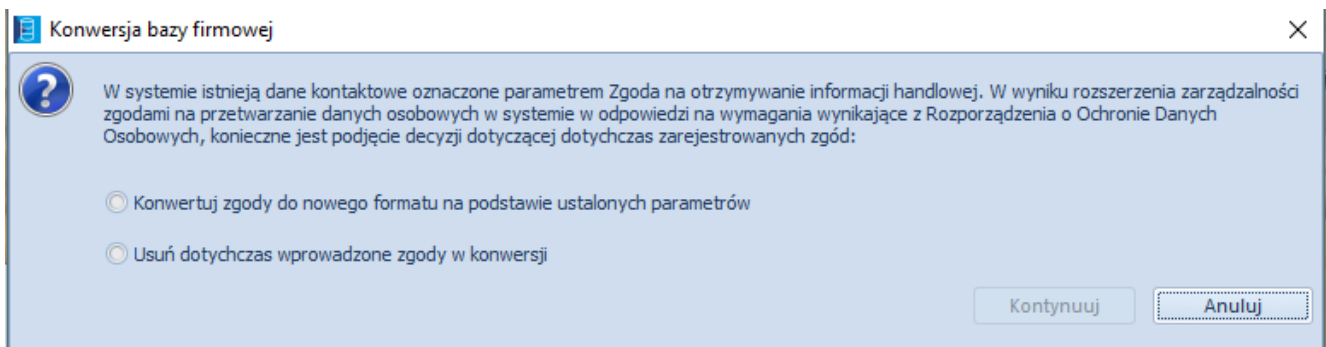 Konwersja bazy firmowej
W systemie istnieją dane kontaktowe oznaczone parametrem Zgoda na otrzymywanie informacji handlowej. W wyniku rozszerzenia zarządzalności
zgodami na przetwarzanie danych osobowych w systemie w odpowiedzi na wymagania wynikające z Rozporządzenia o Ochronie Danych
Osobowych, konieczne jest podjęcie decyzji dotyczącej dotychczas zarejestrowanych zgód:
Konwertuj zgody do nowego formatu na podstawie ustalonych parametrów
Usuń dotychczas wprowadzone zgody w konwersji
Kontynuuj Anuluj